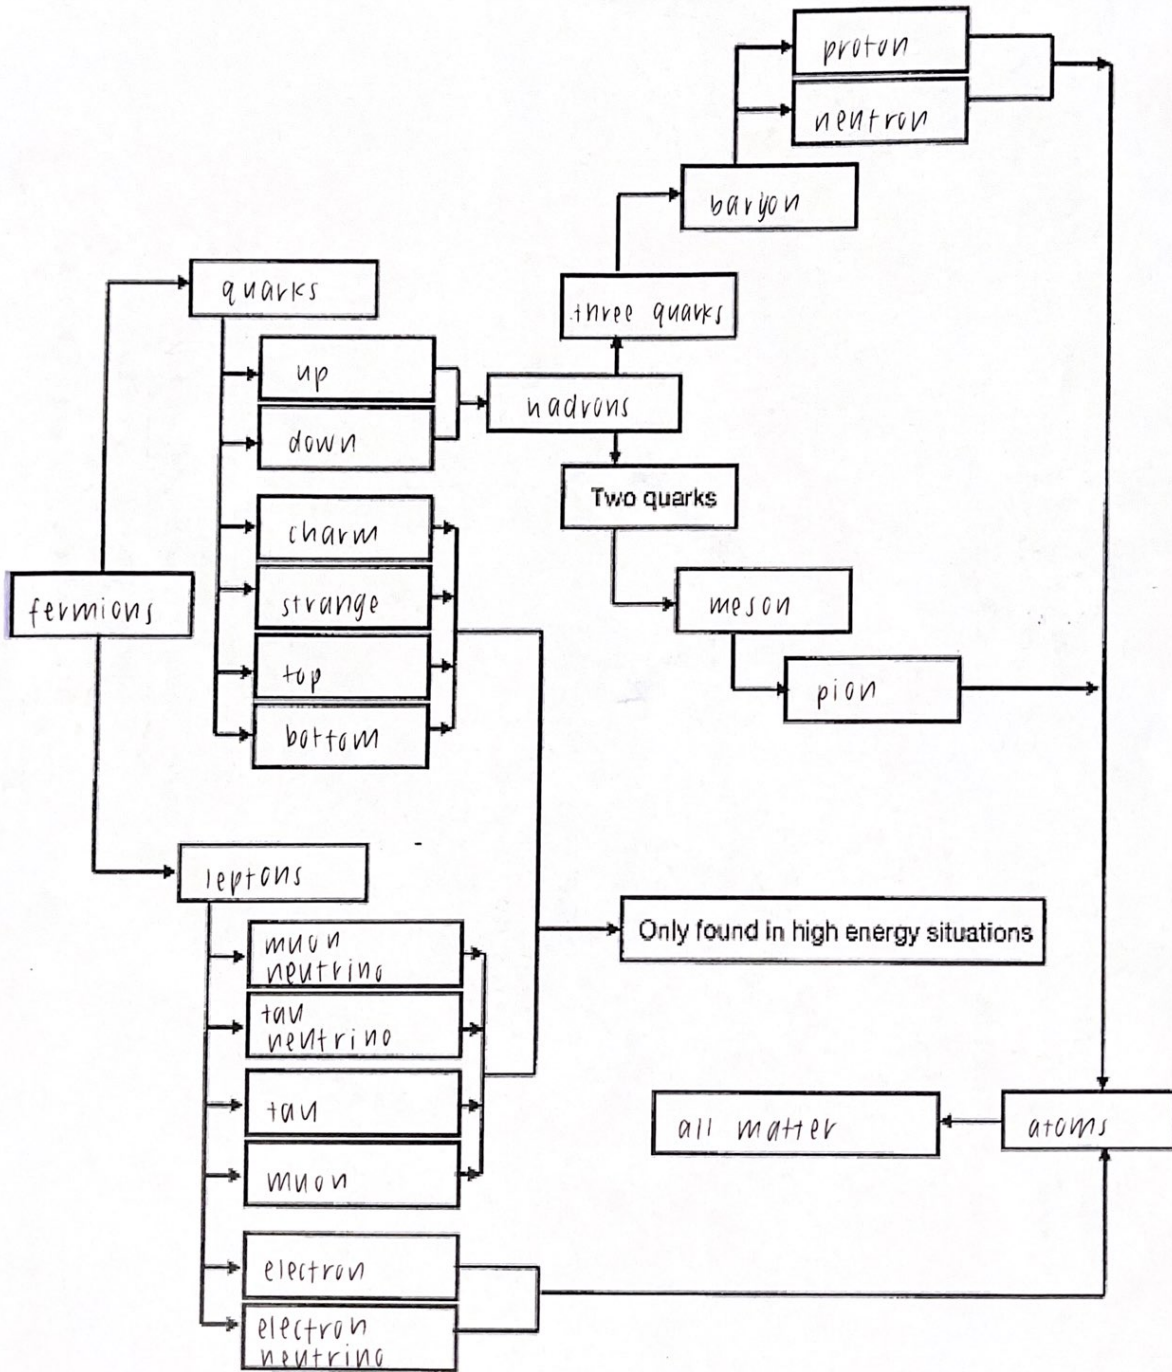 proton
neutron
baryon
quarks
three quarks
up
hadrons
down
Two quarks
charm
strange
meson
fermions
top
pion
bottom
leptons
muon
neutrino
Only found in high energy situations
tau
neutrino
tau
all matter
atoms
muon
electron
electron
neutrino